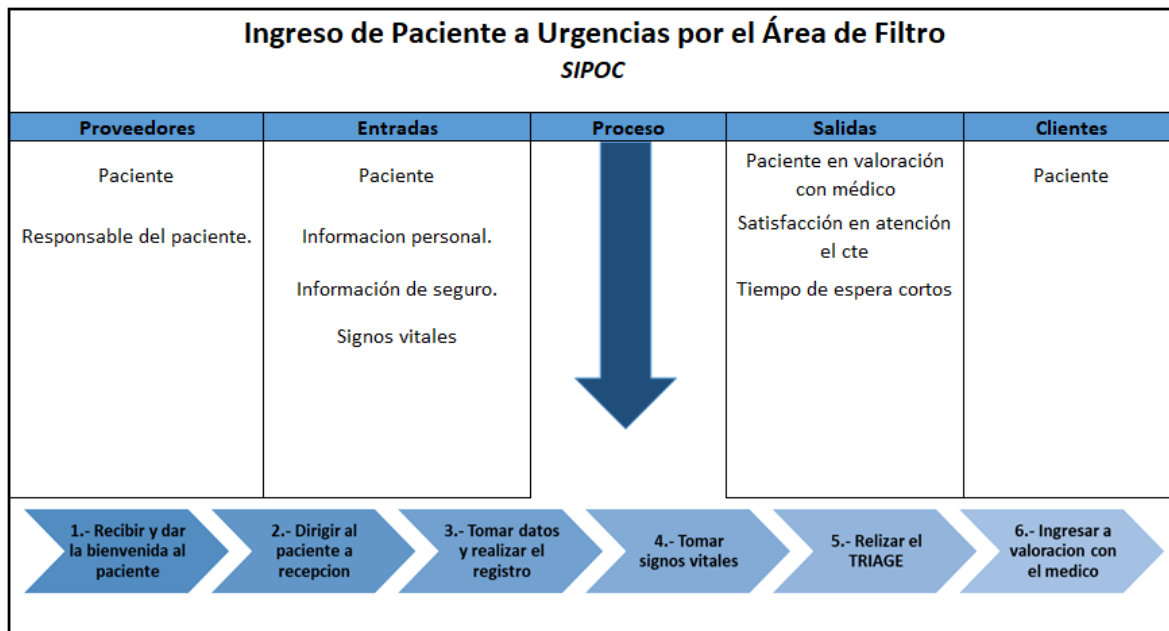 Ingreso de Paciente a Urgencias por el Área de Filtro
SIPOC
Proveedores
Entradas
Proceso
Salidas
Clientes
Paciente
Responsable del paciente.
Paciente
Informacion personal.
Información de seguro.
Signos vitales
Paciente en valoración
con médico
Satisfacción en atención
el cte
Tiempo de espera cortos
Paciente
1.- Recibir y dar
la bienvenida al
paciente
2.- Dirigir al
paciente a
recepcion
3.- Tomar datos
y realizar el
registro
4.- Tomar
signos vitales
5.- Relizar el
TRIAGE
6.- Ingresar a
valoracion con
el medico